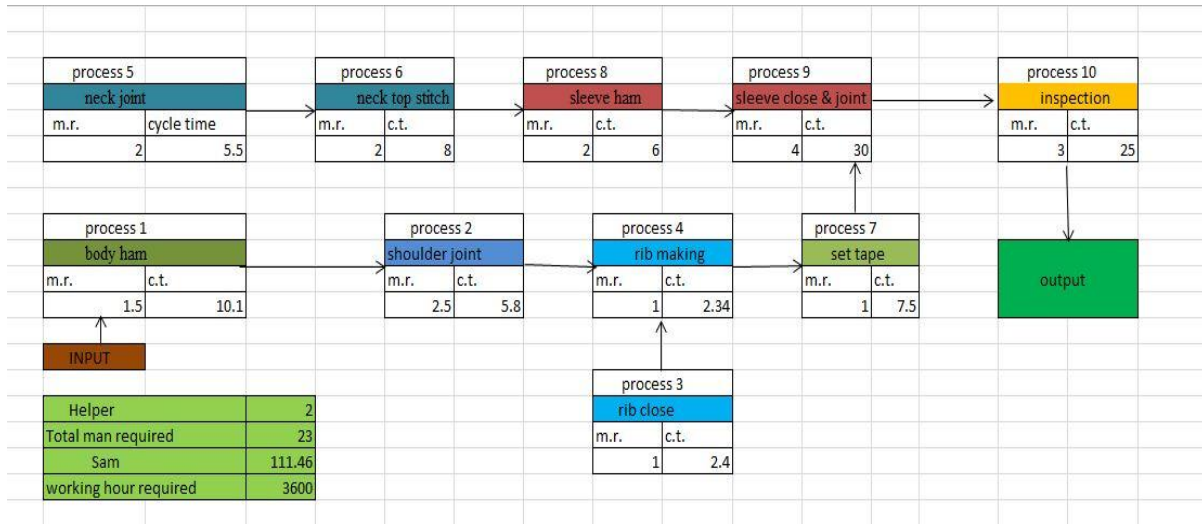 process 5
neck joint
m.r. cycle time
2 5.5
process 6
neck top stitch
m.r. c.t.
2 8
process 8
sleeve ham
m.r. c.t.
2 6
process 9
sleeve close & joint
m.r. c.t.
4 30
process 10
inspection
m.r. c.t.
3 25
process 1
body ham
m.r. c.t.
1.5 10.1
process 2
shoulder joint
m.r. c.t.
2.5 5.8
process 4
rib making
m.r. c.t.
1 2.34
process 7
set tape
m.r. c.t.
1 7.5
output
INPUT
process 3
rib close
m.r. c.t.
1 2.4
Helper 2
Total man required 23
Sam 111.46
working hour required 3600